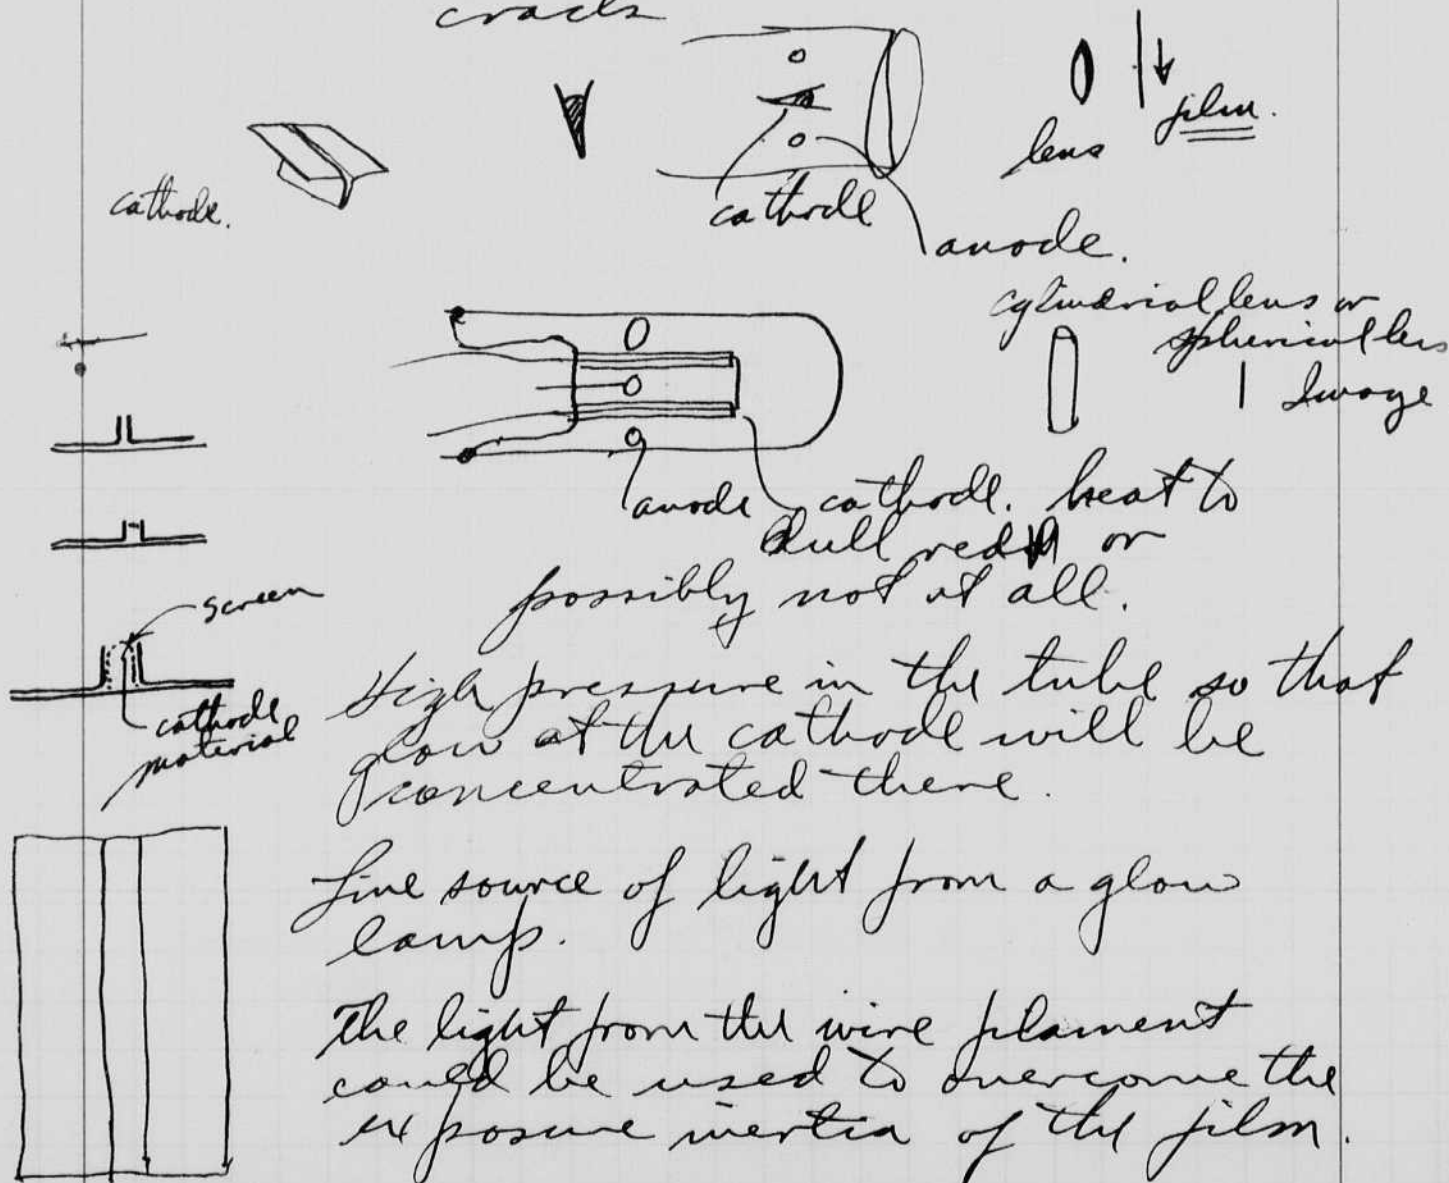 cracks
film.
lens
cathode.
cathode
anode.
cylindrical lens or
spherical lens
Image
anode
cathode. heat to
dull red or
possibly not at all.
screen
High pressure in the tube so that
glow at the cathode will be
concentrated there.
cathode
material
Line source of light from a glow
lamp.
The light from the wire filament
could be used to overcome the
exposure inertia of the film.